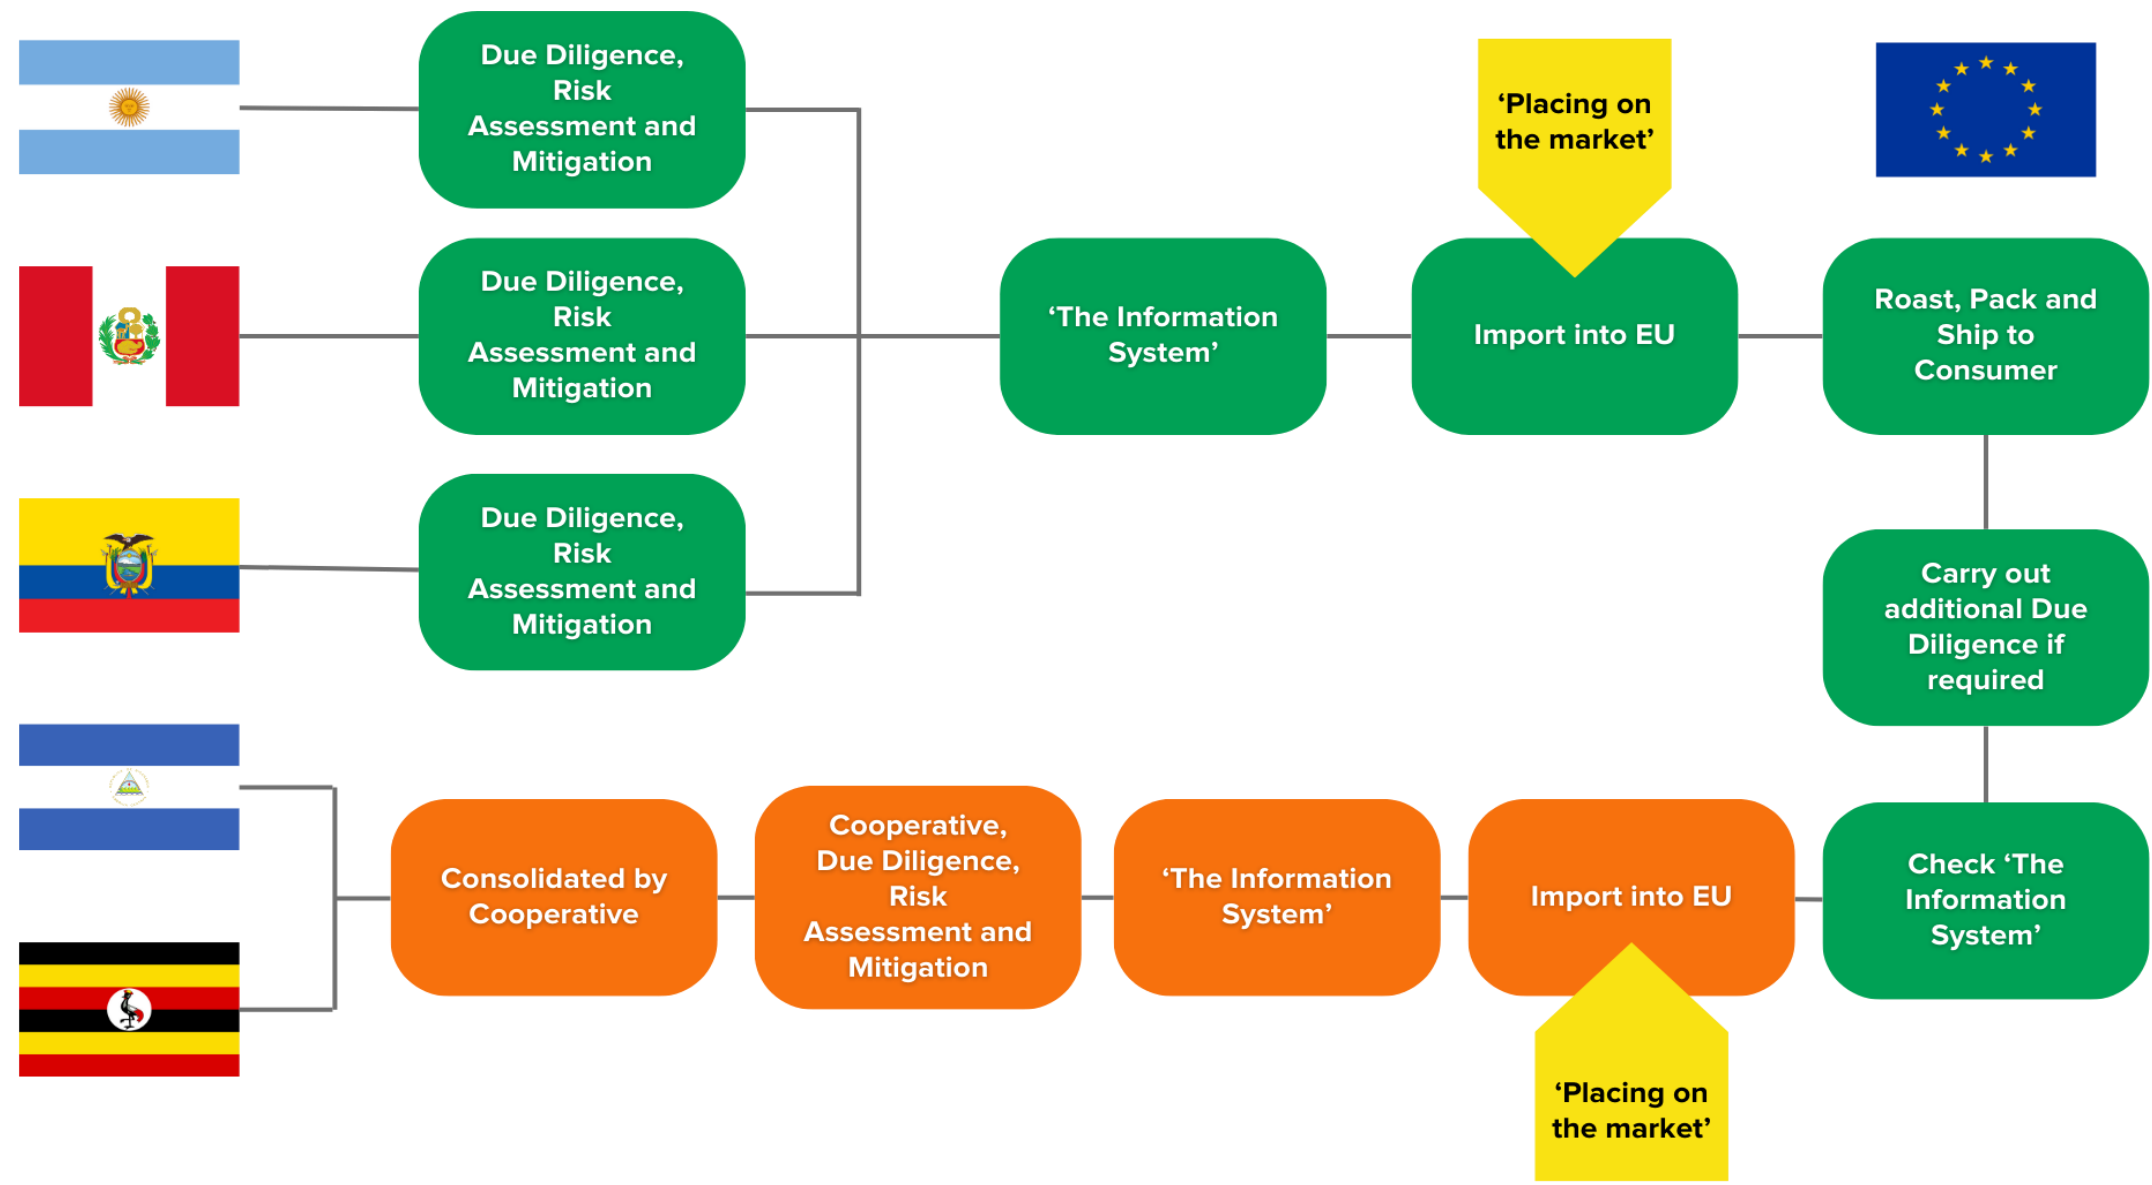 Due Diligence,
Risk
Assessment and
Mitigation
‘Placing on
the market’
Due Diligence,
Risk
Assessment and
Mitigation
‘The Information
System’
Import into EU
Roast, Pack and
Ship to
Consumer
Due Diligence,
Risk
Assessment and
Mitigation
Carry out
additional Due
Diligence if
required
Consolidated by
Cooperative
Cooperative,
Due Diligence,
Risk
Assessment and
Mitigation
‘The Information
System’
Import into EU
Check ‘The
Information
System’
‘Placing on
the market’